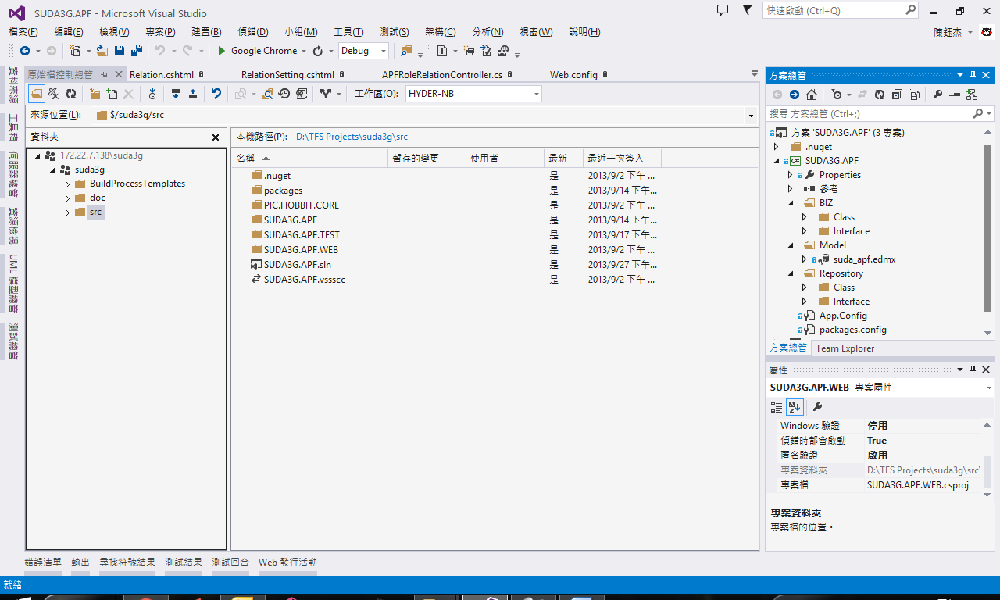 SUDA3G.APF - Microsoft Visual Studio
快速啟動 (Ctrl+Q)
檔案(F) 編輯(E) 檢視(V) 專案(P) 建置(B) 偵錯(D) 小組(M) 工具(T) 測試(S) 架構(C) 分析(N) 視窗(W) 說明(H)
陳鈺杰
Google Chrome Debug
資料來源
工具箱
伺服器總管
資源檢視
UML 模型總管
測試總管
原始檔控制總管 Relation.cshtml RelationSetting.cshtml APFRoleRelationController.cs Web.config
工作區(O): HYDER-NB
來源位置(L): $/suda3g/src
資料夾
172.22.7.138\suda3g
suda3g
BuildProcessTemplates
doc
src
本機路徑(P): D:\TFS Projects\suda3g\src
名稱 暫存的變更 使用者 最新 最近一次簽入
.nuget 是 2013/9/2 下午 ...
packages 是 2013/9/14 下午...
PIC.HOBBIT.CORE 是 2013/9/2 下午 ...
SUDA3G.APF 是 2013/9/14 下午...
SUDA3G.APF.TEST 是 2013/9/17 下午...
SUDA3G.APF.WEB 是 2013/9/2 下午 ...
SUDA3G.APF.sln 是 2013/9/27 下午...
SUDA3G.APF.vssscc 是 2013/9/2 下午 ...
方案總管
搜尋 方案總管 (Ctrl+;)
方案 'SUDA3G.APF' (3 專案)
.nuget
C# SUDA3G.APF
Properties
參考
BIZ
Class
Interface
Model
suda_apf.edmx
Repository
Class
Interface
App.Config
packages.config
方案總管 Team Explorer
屬性
SUDA3G.APF.WEB 專案屬性
Windows 驗證 停用
偵錯時都會啟動 True
匿名驗證 啟用
專案資料夾 D:\TFS Projects\suda3g\src\
專案檔 SUDA3G.APF.WEB.csproj
專案資料夾
專案檔的位置。
錯誤清單 輸出 尋找符號結果 測試結果 測試回合 Web 發行活動
就緒